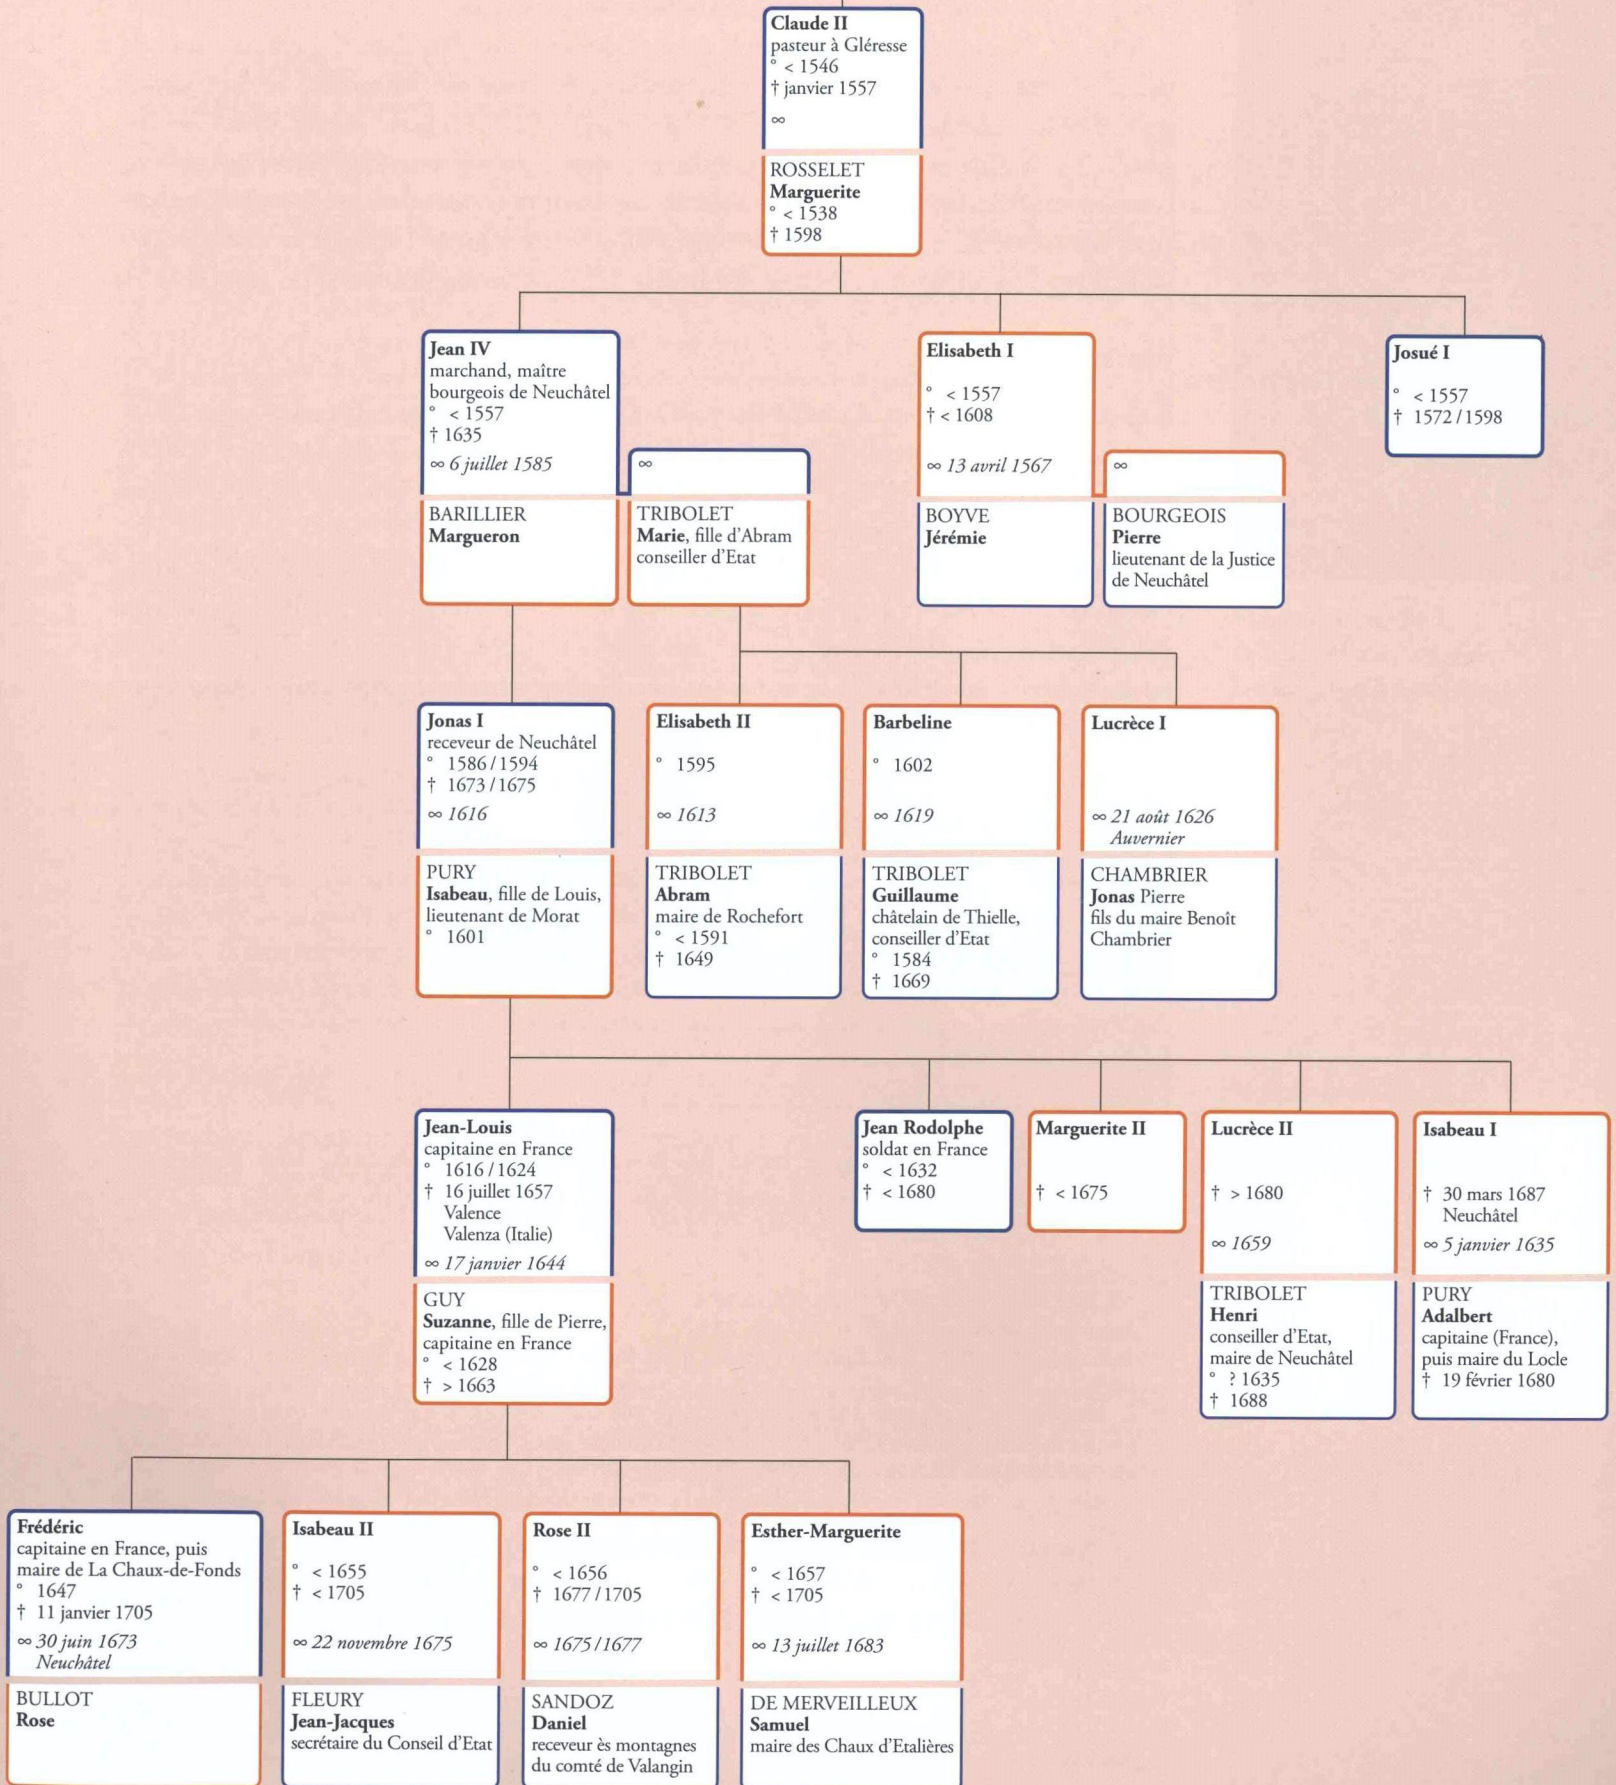 Claude II
pasteur à Gléresse
° < 1546
† janvier 1557
∞
ROSSELET
Marguerite
° < 1538
† 1598
Jean IV
marchand, maître
bourgeois de Neuchâtel
° < 1557
† 1635
∞ 6 juillet 1585
BARILLIER
Margueron
∞
TRIBOLET
Marie, fille d'Abram
conseiller d'Etat
Elisabeth I
° < 1557
† < 1608
∞ 13 avril 1567
BOYVE
Jérémie
∞
BOURGEOIS
Pierre
lieutenant de la Justice
de Neuchâtel
Josué I
° < 1557
† 1572 / 1598
Jonas I
receveur de Neuchâtel
° 1586 / 1594
† 1673 / 1675
∞ 1616
PURY
Isabeau, fille de Louis,
lieutenant de Morat
° 1601
Elisabeth II
° 1595
∞ 1613
TRIBOLET
Abram
maire de Rochefort
° < 1591
† 1649
Barbeline
° 1602
∞ 1619
TRIBOLET
Guillaume
châtelain de Thielle,
conseiller d'Etat
° 1584
† 1669
Lucrèce I
∞ 21 août 1626
Auvernier
CHAMBRIER
Jonas Pierre
fils du maire Benoît
Chambrier
Jean-Louis
capitaine en France
° 1616 / 1624
† 16 juillet 1657
Valence
Valenza (Italie)
∞ 17 janvier 1644
GUY
Suzanne, fille de Pierre,
capitaine en France
° < 1628
† > 1663
Jean Rodolphe
soldat en France
° < 1632
† < 1680
Marguerite II
† < 1675
Lucrèce II
† > 1680
∞ 1659
TRIBOLET
Henri
conseiller d'Etat,
maire de Neuchâtel
° ? 1635
† 1688
Isabeau I
† 30 mars 1687
Neuchâtel
∞ 5 janvier 1635
PURY
Adalbert
capitaine (France),
puis maire du Locle
† 19 février 1680
Frédéric
capitaine en France, puis
maire de La Chaux-de-Fonds
° 1647
† 11 janvier 1705
∞ 30 juin 1673
Neuchâtel
BULLOT
Rose
Isabeau II
° < 1655
† < 1705
∞ 22 novembre 1675
FLEURY
Jean-Jacques
secrétaire du Conseil d'Etat
Rose II
° < 1656
† 1677 / 1705
∞ 1675 / 1677
SANDOZ
Daniel
receveur ès montagnes
du comté de Valangin
Esther-Marguerite
° < 1657
† < 1705
∞ 13 juillet 1683
DE MERVEILLEUX
Samuel
maire des Chaux d'Etalières